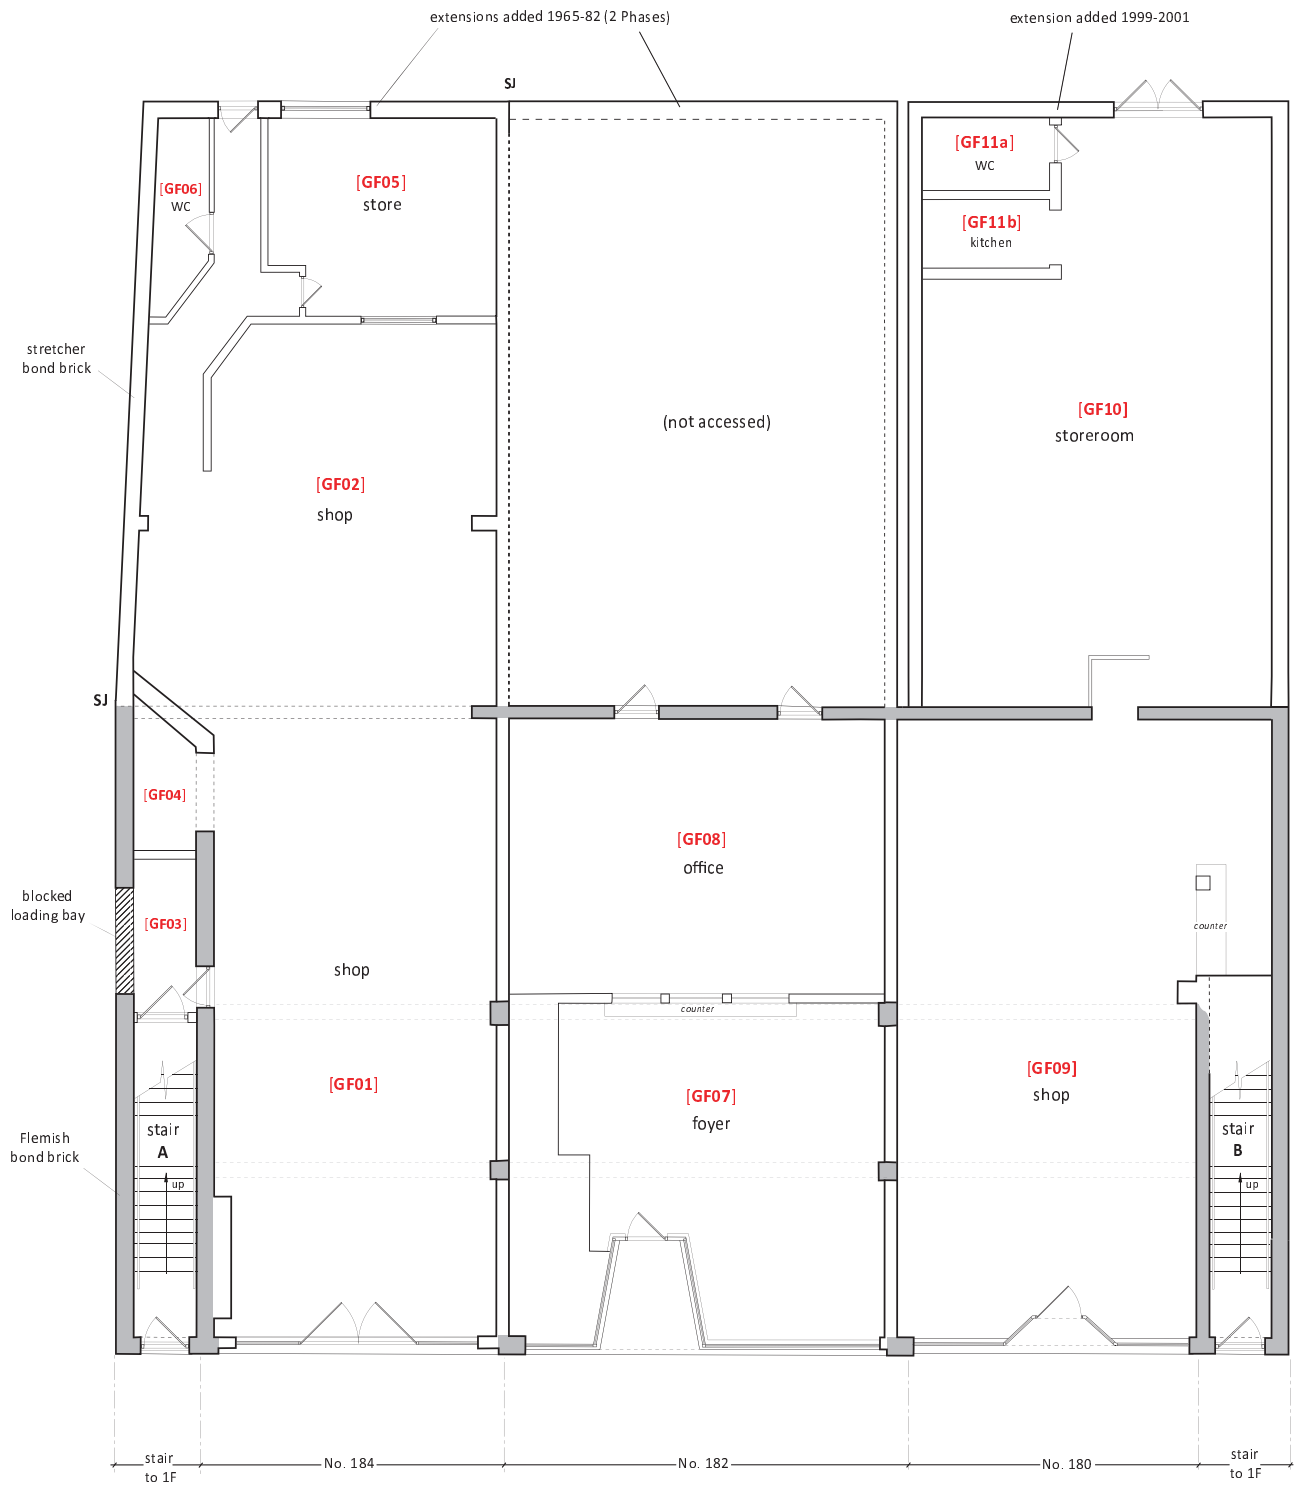 extensions added 1965-82 (2 Phases)
extension added 1999-2001
SJ
[GF11a]
WC
[GF06]
WC
[GF05]
store
[GF11b]
kitchen
stretcher
bond brick
(not accessed)
[GF10]
storeroom
[GF02]
shop
SJ
[GF04]
[GF08]
office
blocked
loading bay
[GF03]
counter
shop
counter
[GF01]
[GF07]
foyer
[GF09]
shop
Flemish
bond brick
stair
A
up
stair
B
up
stair
to 1F
No. 184
No. 182
No. 180
stair
to 1F